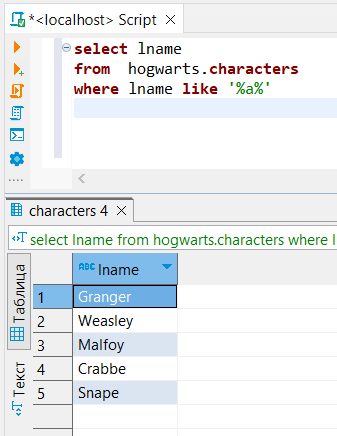 *<localhost> Script
select lname
from  hogwarts.characters
where lname like '%a%'
characters 4
select lname from hogwarts.characters where l
Таблица
Текст
ABC lname
1 Granger
2 Weasley
3 Malfoy
4 Crabbe
5 Snape